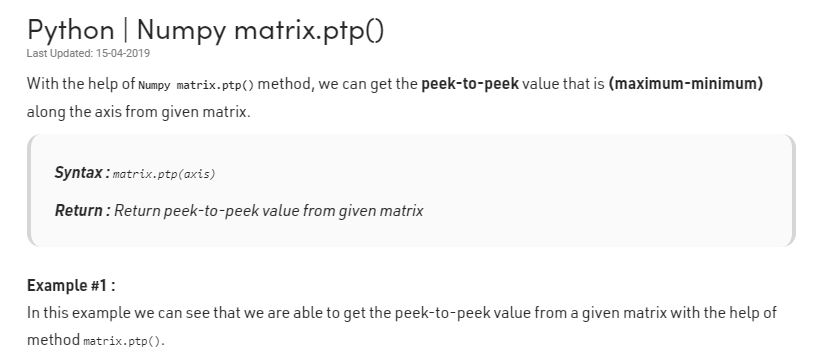 Python | Numpy matrix.ptp()
Last Updated: 15-04-2019
With the help of Numpy matrix.ptp() method, we can get the peek-to-peek value that is (maximum-minimum)
along the axis from given matrix.
Syntax : matrix.ptp(axis)
Return : Return peek-to-peek value from given matrix
Example #1 :
In this example we can see that we are able to get the peek-to-peek value from a given matrix with the help of
method matrix.ptp().